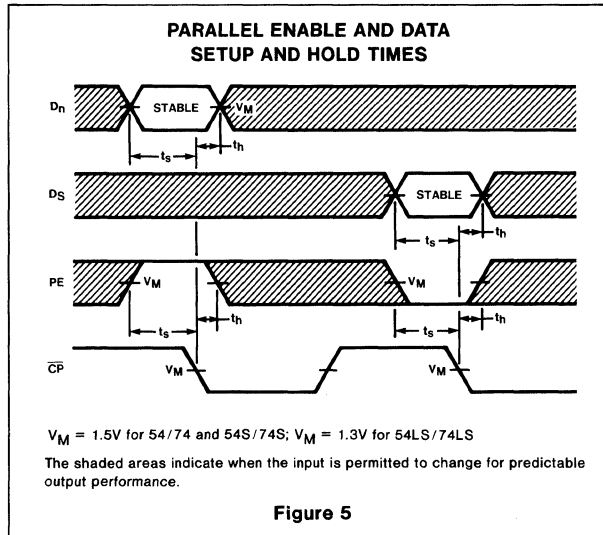 PARALLEL ENABLE AND DATA
SETUP AND HOLD TIMES
Dn
STABLE
VM
ts
th
DS
STABLE
ts
th
PE
VM
VM
ts
th
ts
th
CP
VM
VM
VM = 1.5V for 54/74 and 54S/74S; VM = 1.3V for 54LS/74LS
The shaded areas indicate when the input is permitted to change for predictable
output performance.
Figure 5